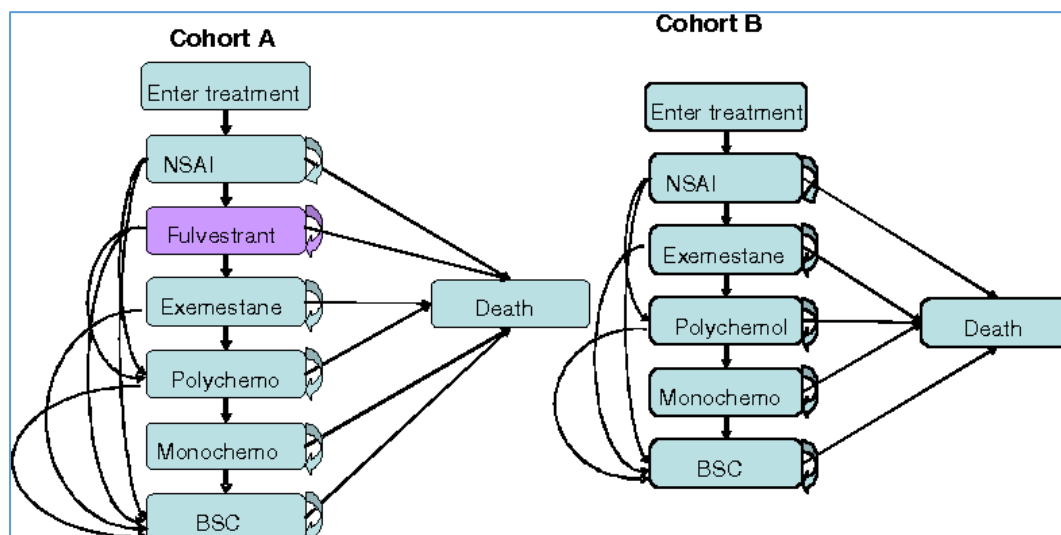 Cohort A
Enter treatment
NSAI
Fulvestrant
Exemestane
Polychemo
Monochemo
BSC
Death
Cohort B
Enter treatment
NSAI
Exemestane
Polychemol
Monochemo
BSC
Death